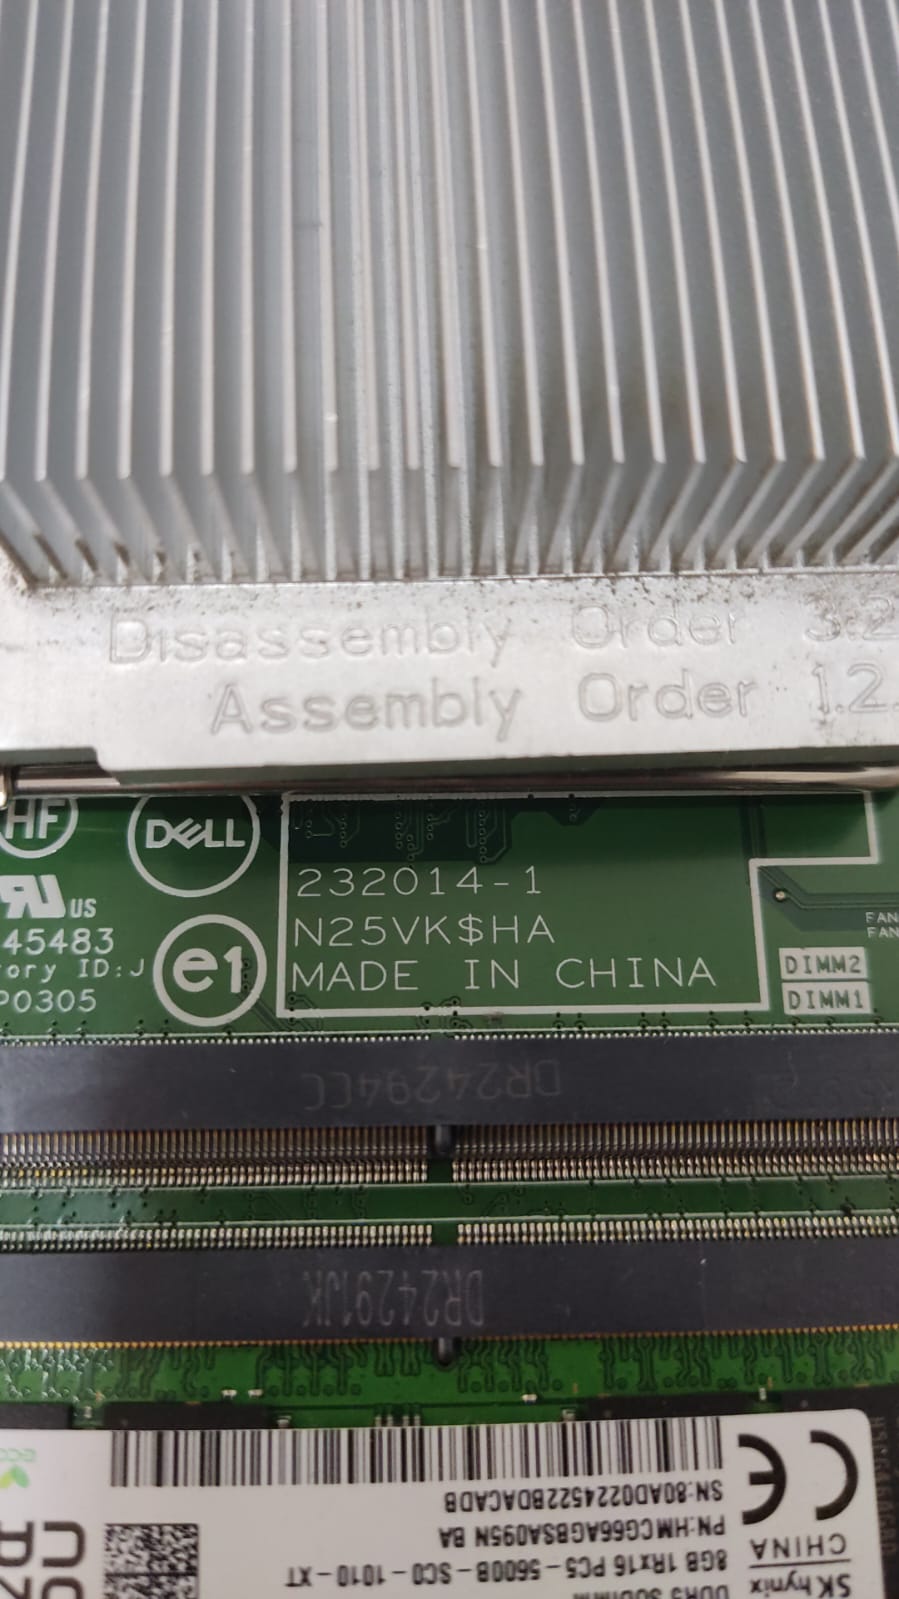 Disassembly Order 3.2
Assembly Order 1.2.
HF
DELL
232014-1
US
N25VK$HA
45483
e1
ory ID:J
MADE IN CHINA
P0305
FAN
FAN
DIMM2
DIMM1
DR24294CC
DR24291JK
SN:80AD0224522BDACADB
PN:HMCG66AGBSA095N BA
8GB 1Rx16 PC5-5600B-SC0-1010-XT
CE
CHINA
SK hynix